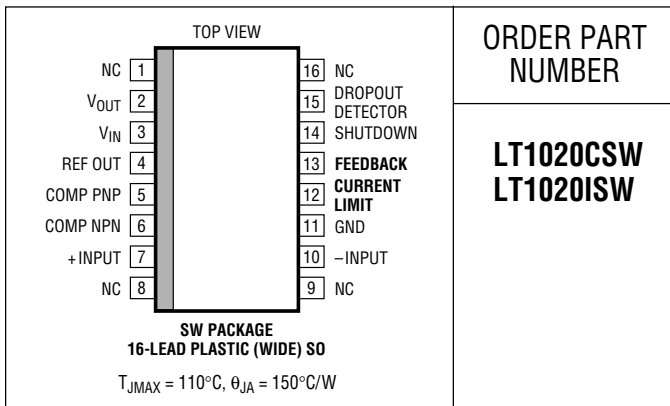 TOP VIEW
NC 1
V_OUT 2
V_IN 3
REF OUT 4
COMP PNP 5
COMP NPN 6
+INPUT 7
NC 8
16 NC
15 DROPOUT
DETECTOR
14 SHUTDOWN
13 FEEDBACK
12 CURRENT
LIMIT
11 GND
10 –INPUT
9 NC
SW PACKAGE
16-LEAD PLASTIC (WIDE) SO
T_JMAX = 110°C, θ_JA = 150°C/W
ORDER PART
NUMBER
LT1020CSW
LT1020ISW